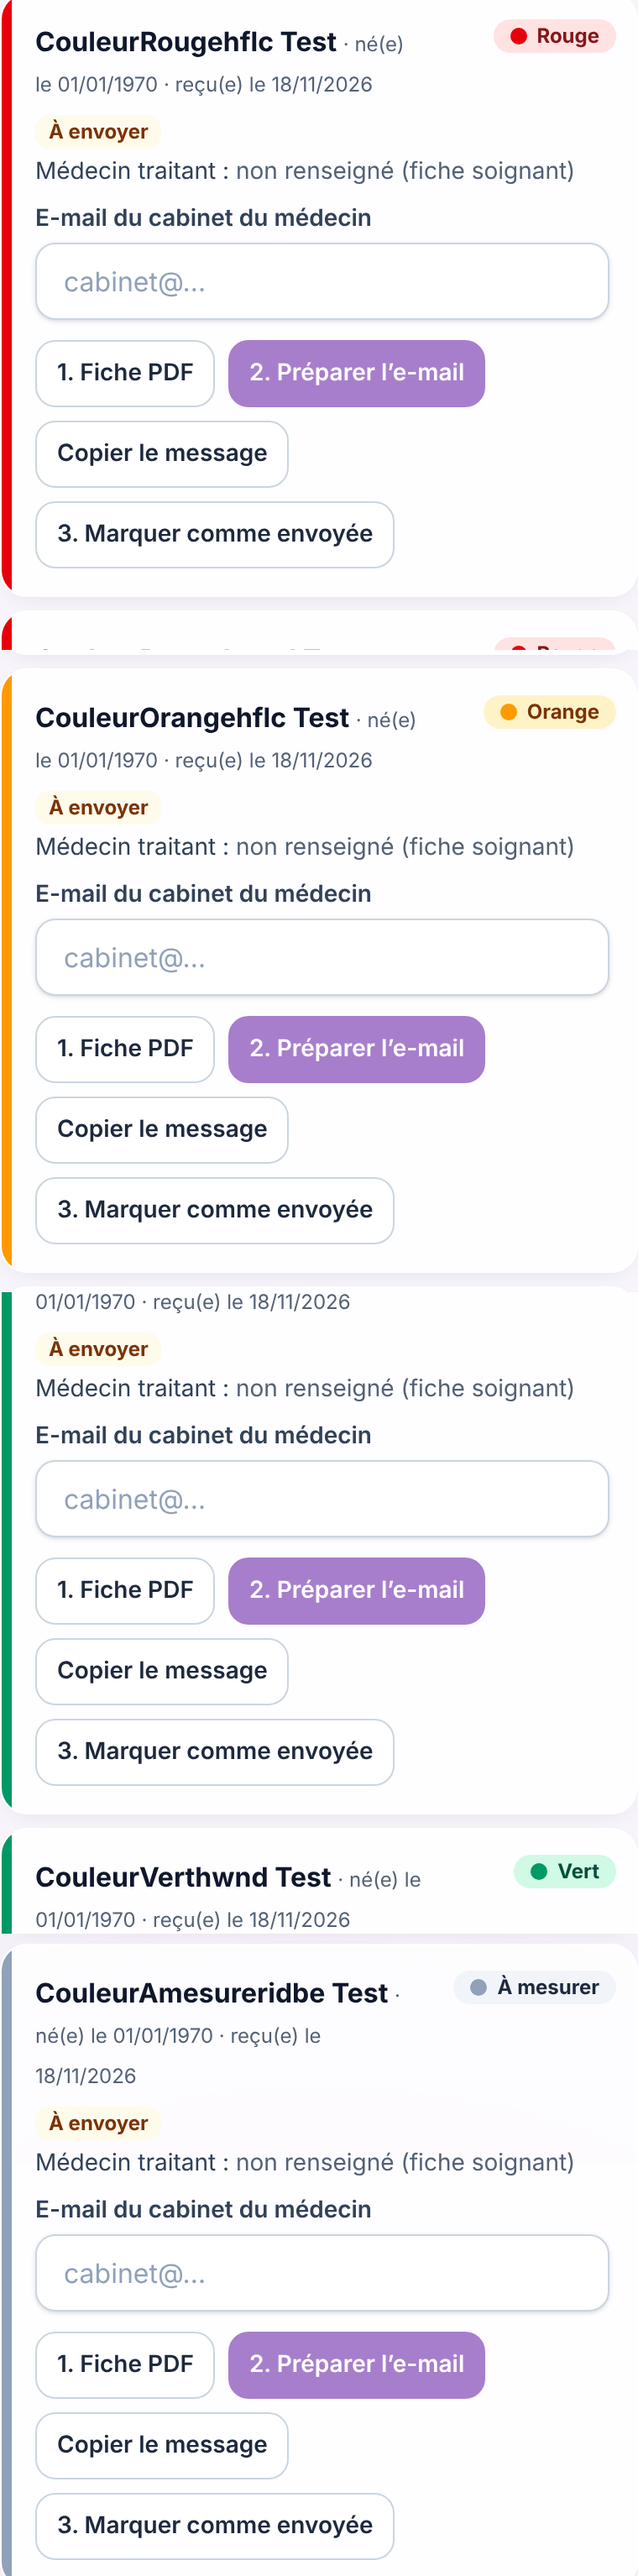 CouleurRougehflc Test · né(e)
Rouge
le 01/01/1970 · reçu(e) le 18/11/2026
À envoyer
Médecin traitant : non renseigné (fiche soignant)
E-mail du cabinet du médecin
cabinet@...
1. Fiche PDF
2. Préparer l’e-mail
Copier le message
3. Marquer comme envoyée
CouleurOrangehflc Test · né(e)
Orange
le 01/01/1970 · reçu(e) le 18/11/2026
À envoyer
Médecin traitant : non renseigné (fiche soignant)
E-mail du cabinet du médecin
cabinet@...
1. Fiche PDF
2. Préparer l’e-mail
Copier le message
3. Marquer comme envoyée
01/01/1970 · reçu(e) le 18/11/2026
À envoyer
Médecin traitant : non renseigné (fiche soignant)
E-mail du cabinet du médecin
cabinet@...
1. Fiche PDF
2. Préparer l’e-mail
Copier le message
3. Marquer comme envoyée
CouleurVerthwnd Test · né(e) le
Vert
01/01/1970 · reçu(e) le 18/11/2026
CouleurAmesureridbe Test ·
À mesurer
né(e) le 01/01/1970 · reçu(e) le
18/11/2026
À envoyer
Médecin traitant : non renseigné (fiche soignant)
E-mail du cabinet du médecin
cabinet@...
1. Fiche PDF
2. Préparer l’e-mail
Copier le message
3. Marquer comme envoyée